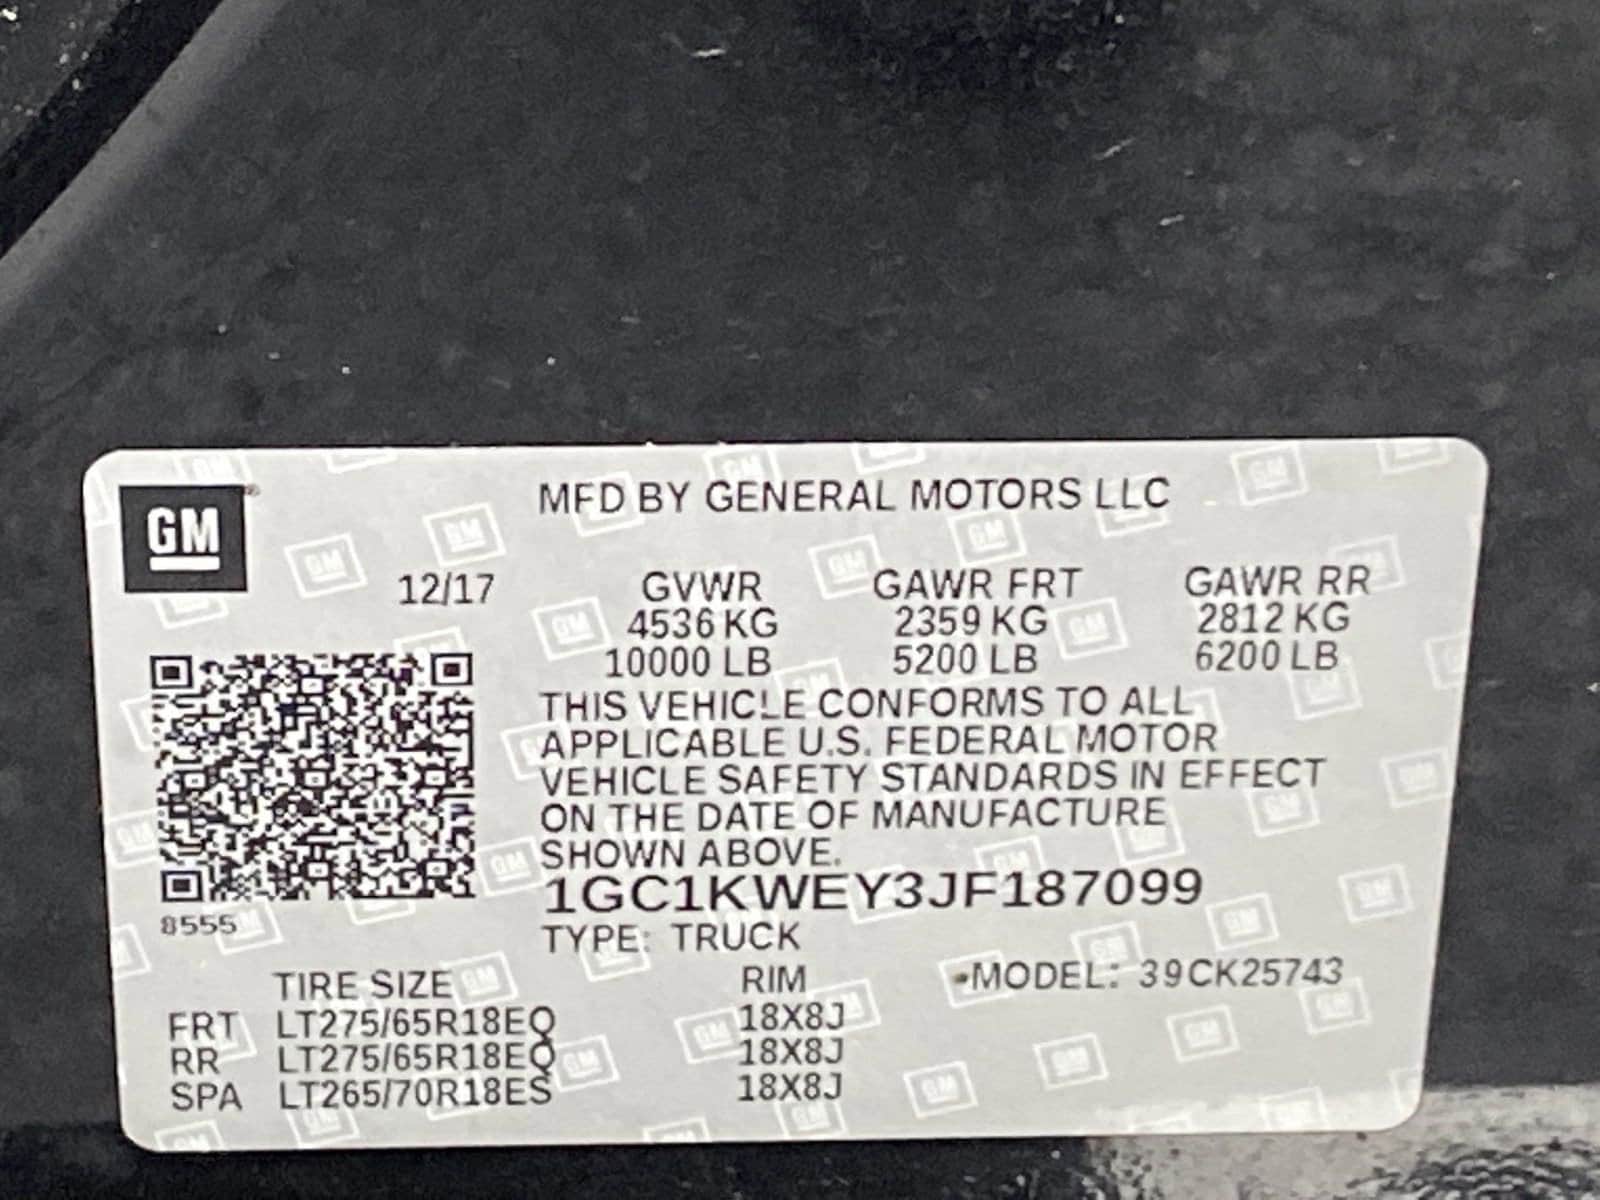 GM
MFD BY GENERAL MOTORS LLC
12/17
GVWR GAWR FRT GAWR RR
4536 KG 2359 KG 2812 KG
10000 LB 5200 LB 6200 LB
THIS VEHICLE CONFORMS TO ALL
APPLICABLE U.S. FEDERAL MOTOR
VEHICLE SAFETY STANDARDS IN EFFECT
ON THE DATE OF MANUFACTURE
SHOWN ABOVE.
1GC1KWEY3JF187099
8555
TYPE: TRUCK
TIRE SIZE RIM MODEL: 39CK25743
FRT LT275/65R18EQ 18X8J
RR LT275/65R18EQ 18X8J
SPA LT265/70R18ES 18X8J